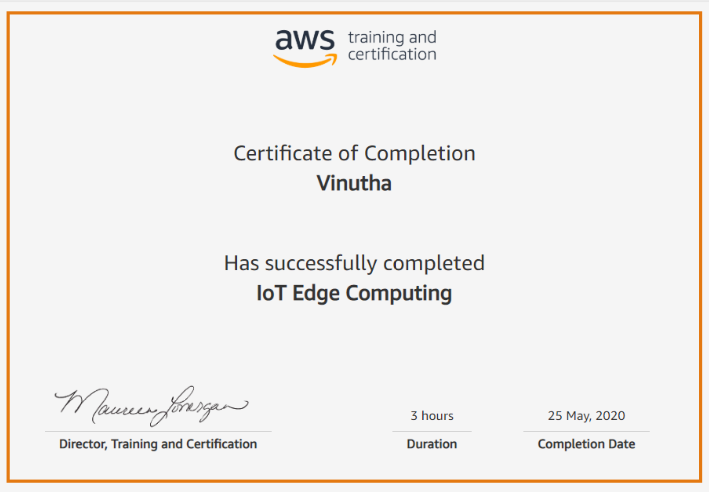 aws training and
certification
Certificate of Completion
Vinutha
Has successfully completed
IoT Edge Computing
Maureen Lonergan
3 hours
25 May, 2020
Director, Training and Certification
Duration
Completion Date